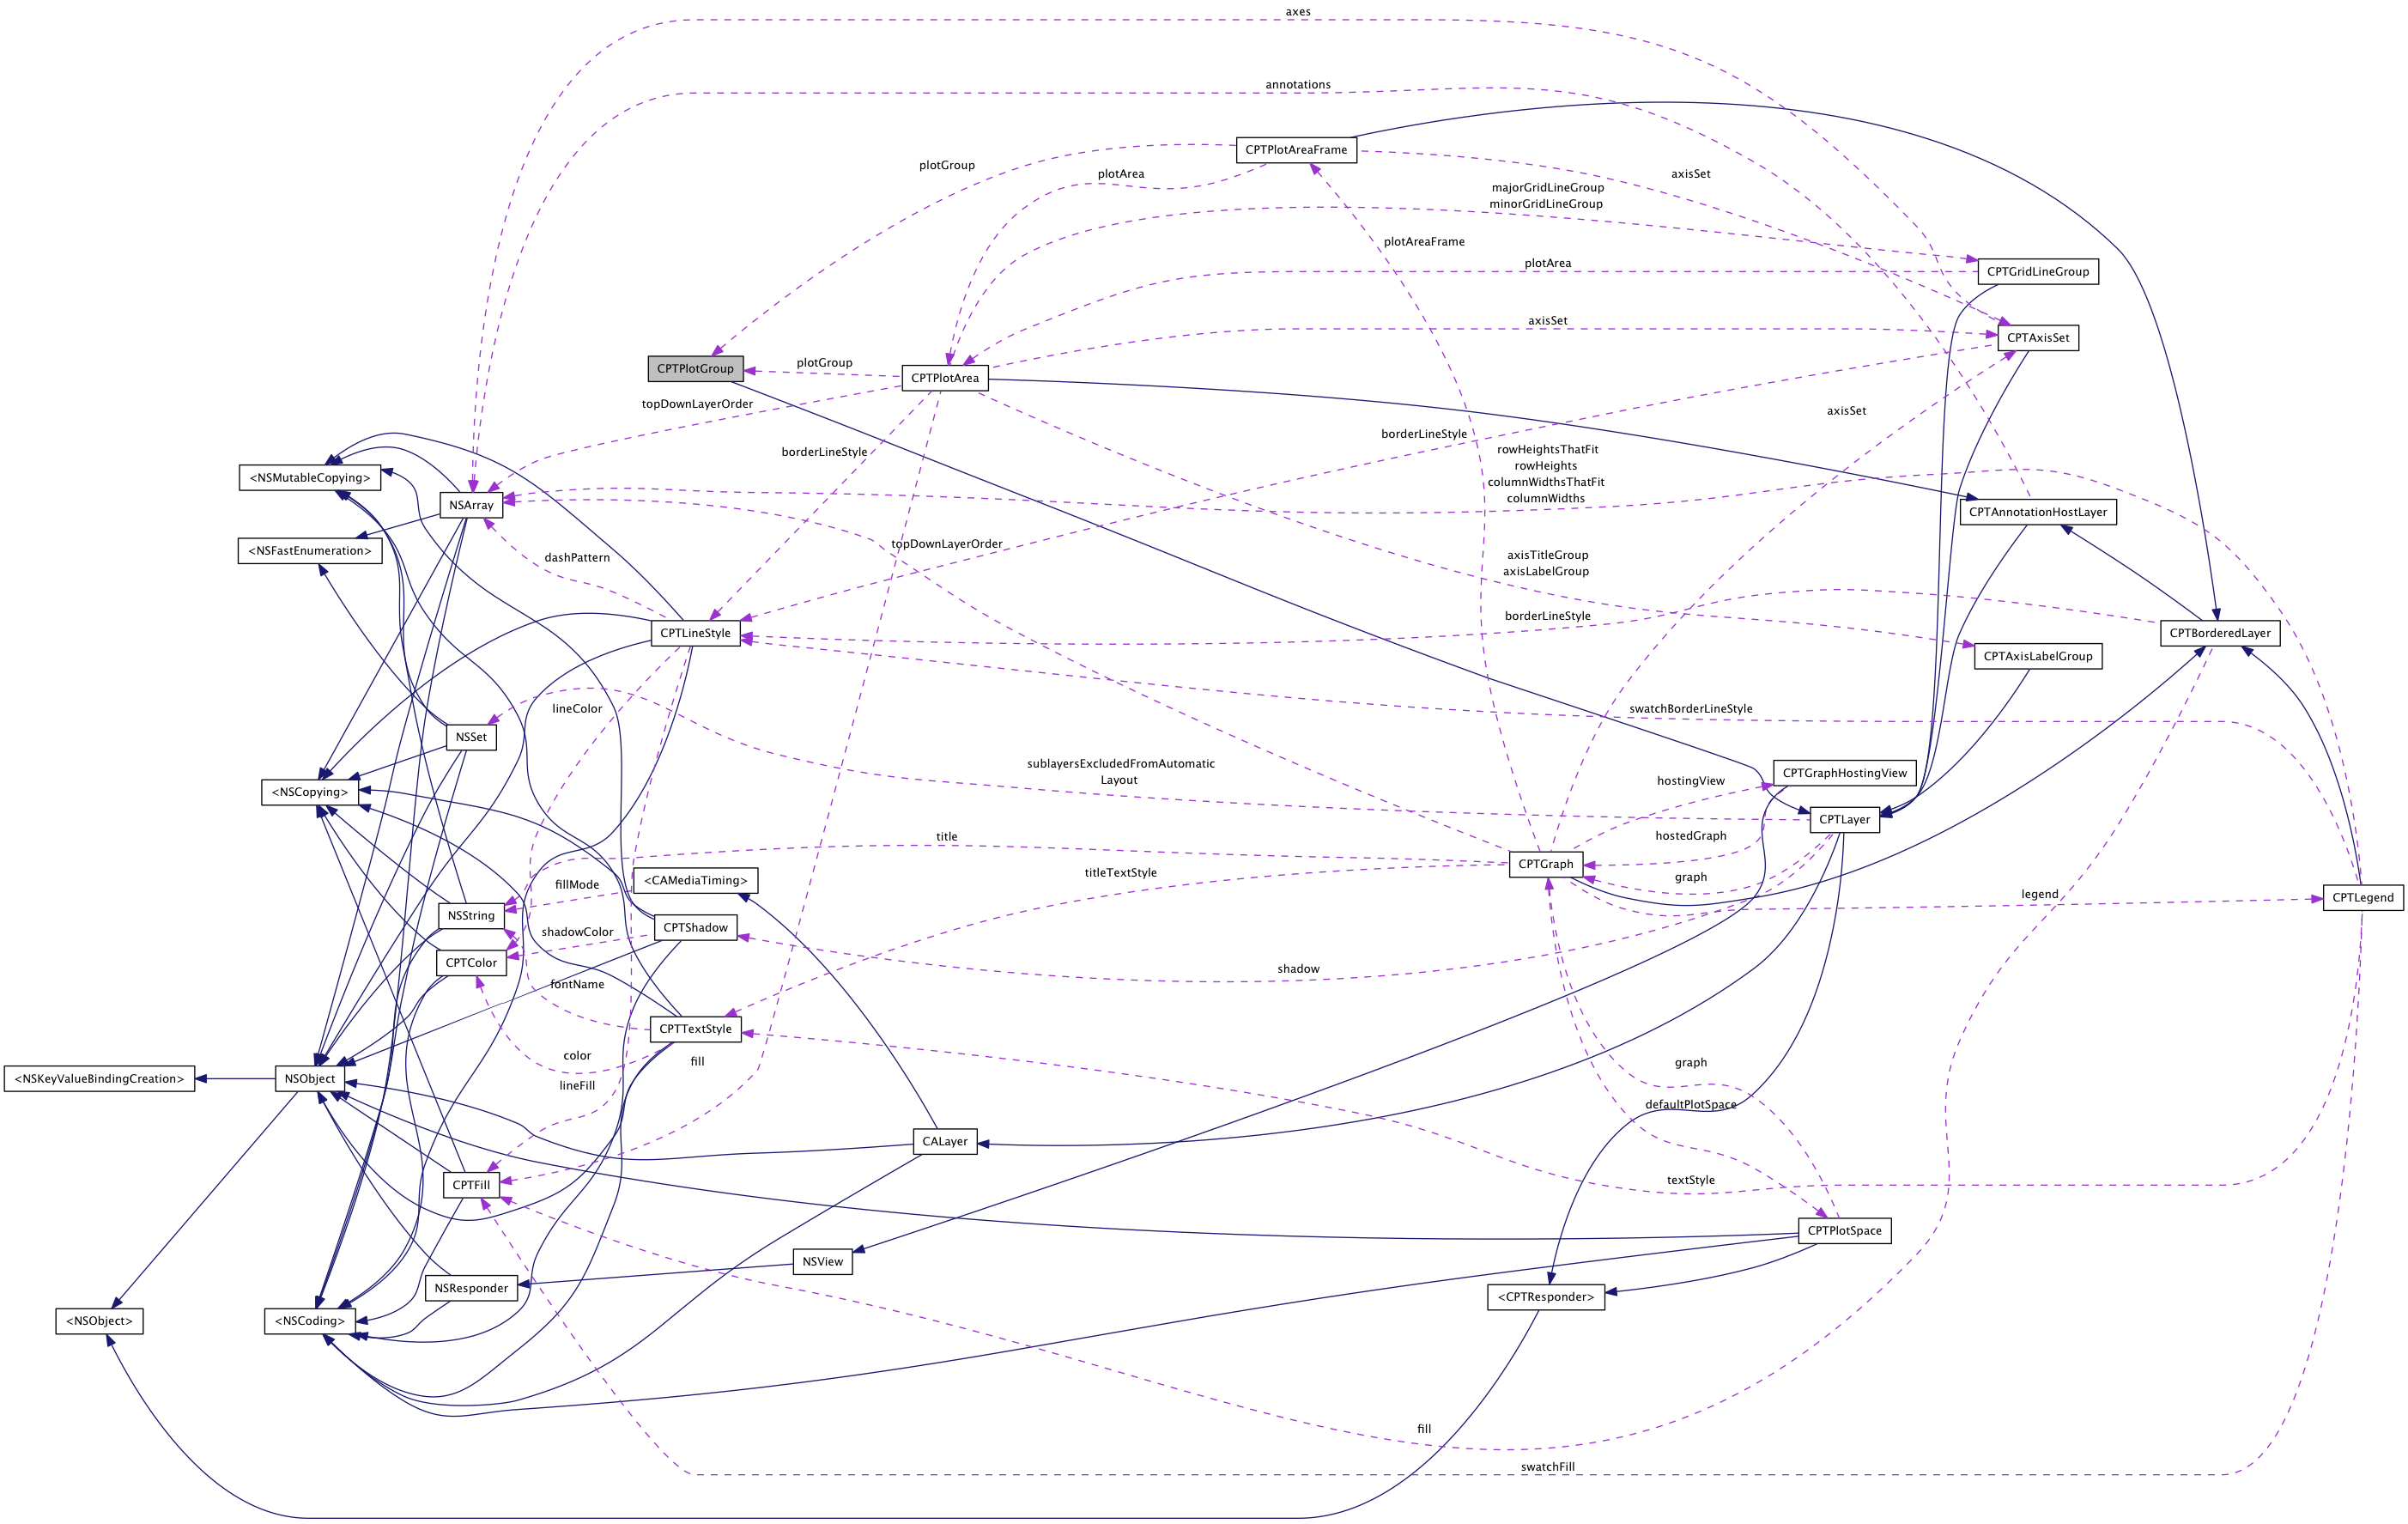 axes
annotations
CPTPlotAreaFrame
plotGroup
plotArea
axisSet
majorGridLineGroup
minorGridLineGroup
plotAreaFrame
plotArea
CPTGridLineGroup
axisSet
CPTAxisSet
plotGroup
CPTPlotGroup
CPTPlotArea
topDownLayerOrder
axisSet
borderLineStyle
borderLineStyle
rowHeightsThatFit
rowHeights
columnWidthsThatFit
columnWidths
<NSMutableCopying>
NSArray
CPTAnnotationHostLayer
<NSFastEnumeration>
dashPattern
topDownLayerOrder
axisTitleGroup
axisLabelGroup
borderLineStyle
CPTLineStyle
CPTBorderedLayer
CPTAxisLabelGroup
lineColor
swatchBorderLineStyle
NSSet
sublayersExcludedFromAutomatic
Layout
hostingView
CPTGraphHostingView
<NSCopying>
CPTLayer
title
hostedGraph
CPTGraph
titleTextStyle
graph
fillMode
<CAMediaTiming>
legend
CPTLegend
NSString
CPTShadow
shadowColor
CPTColor
shadow
fontName
CPTTextStyle
color
fill
graph
<NSKeyValueBindingCreation>
NSObject
lineFill
defaultPlotSpace
CALayer
CPTFill
textStyle
CPTPlotSpace
NSView
NSResponder
<CPTResponder>
<NSObject>
<NSCoding>
fill
swatchFill